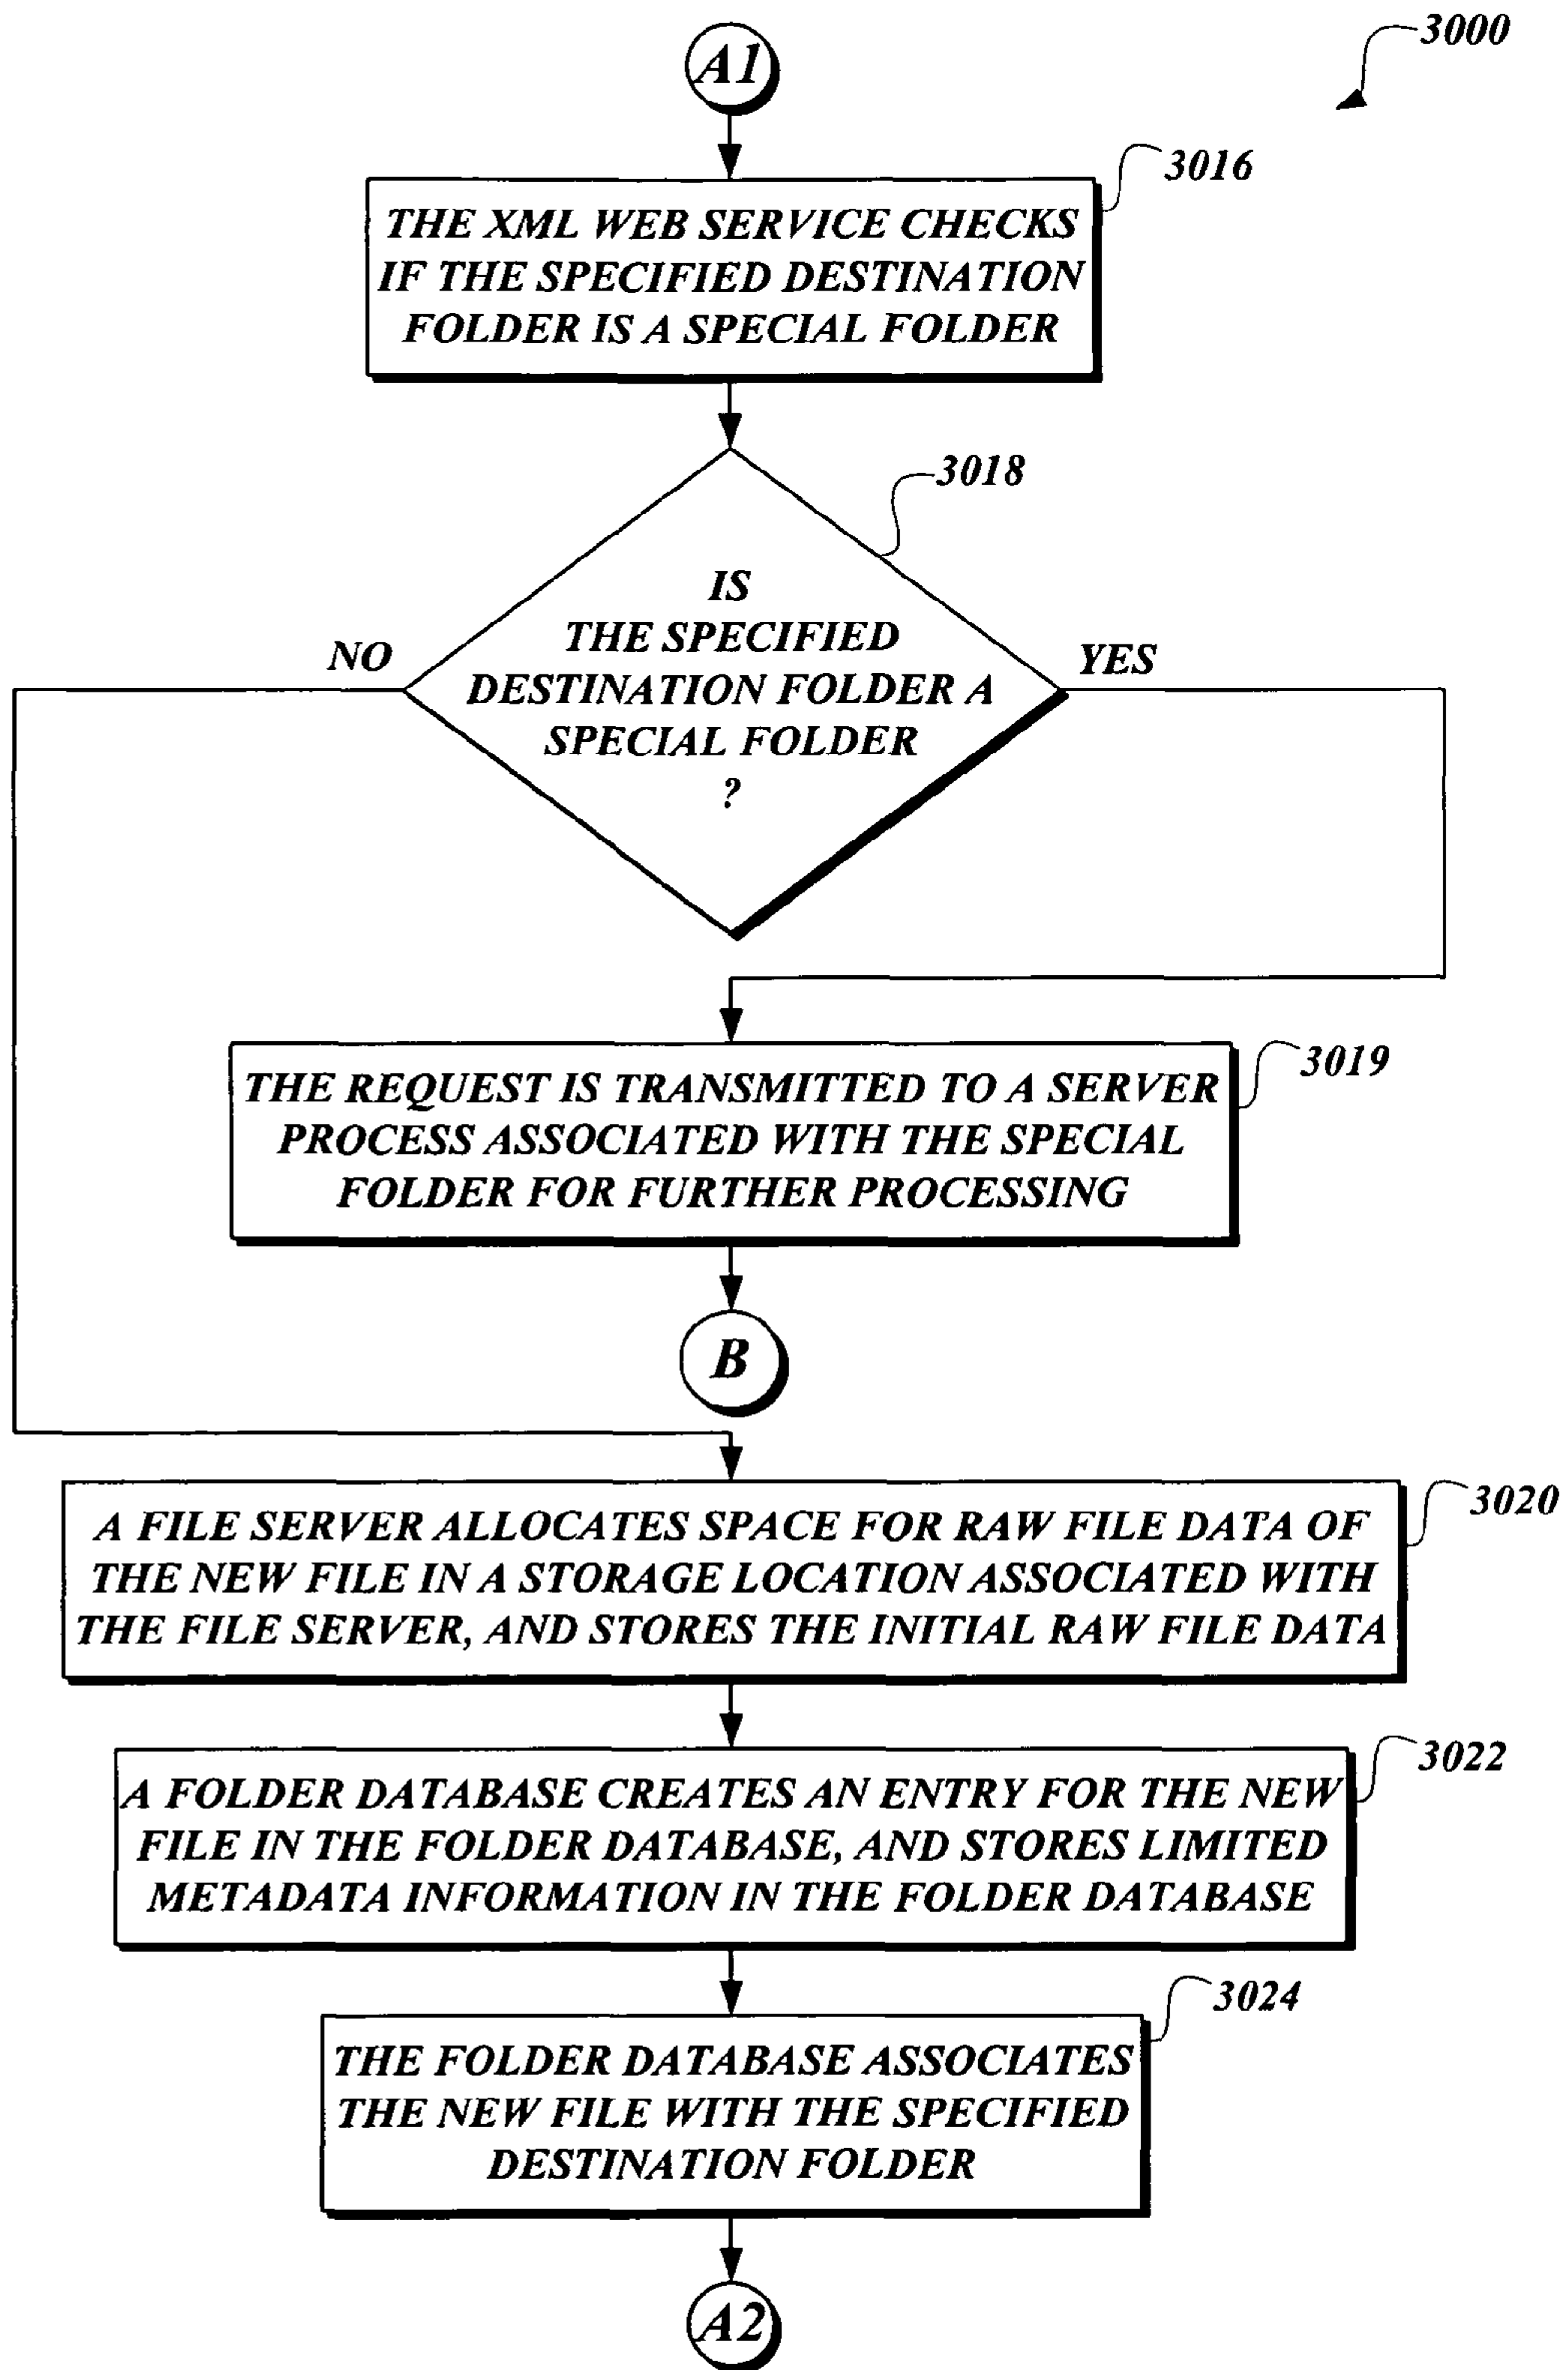 A1
3000
3016
THE XML WEB SERVICE CHECKS
IF THE SPECIFIED DESTINATION
FOLDER IS A SPECIAL FOLDER
3018
IS
THE SPECIFIED
DESTINATION FOLDER A
SPECIAL FOLDER
?
NO
YES
3019
THE REQUEST IS TRANSMITTED TO A SERVER
PROCESS ASSOCIATED WITH THE SPECIAL
FOLDER FOR FURTHER PROCESSING
B
3020
A FILE SERVER ALLOCATES SPACE FOR RAW FILE DATA OF
THE NEW FILE IN A STORAGE LOCATION ASSOCIATED WITH
THE FILE SERVER, AND STORES THE INITIAL RAW FILE DATA
3022
A FOLDER DATABASE CREATES AN ENTRY FOR THE NEW
FILE IN THE FOLDER DATABASE, AND STORES LIMITED
METADATA INFORMATION IN THE FOLDER DATABASE
3024
THE FOLDER DATABASE ASSOCIATES
THE NEW FILE WITH THE SPECIFIED
DESTINATION FOLDER
A2